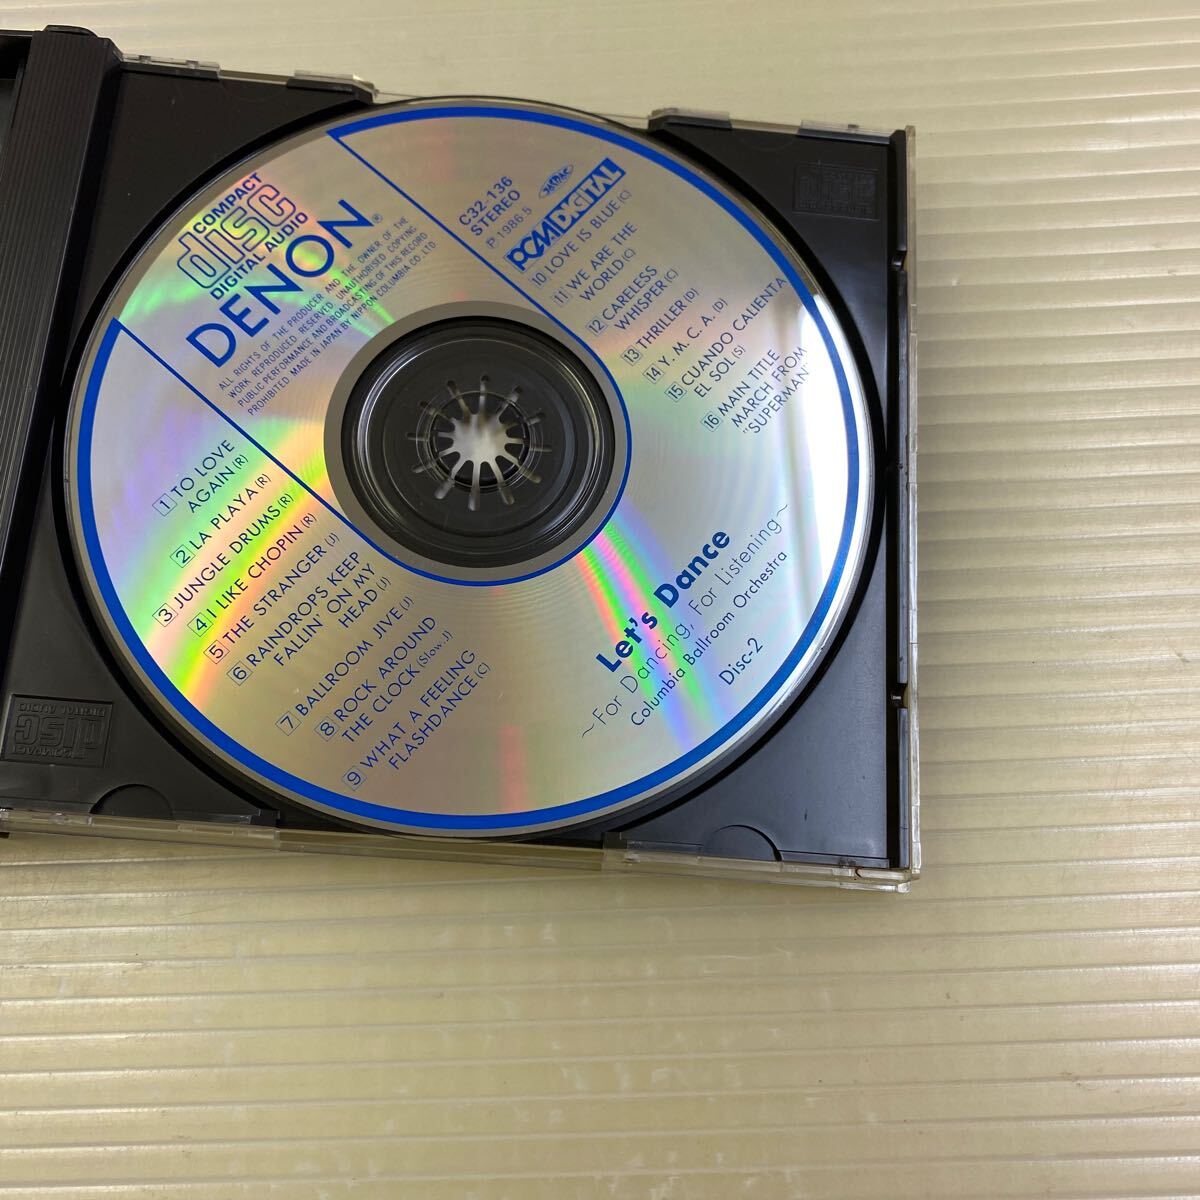 COMPACT
disc
DIGITAL AUDIO
DENON®
ALL RIGHTS OF THE PRODUCER AND THE OWNER OF THE
WORK REPRODUCED RESERVED. UNAUTHORISED COPYING
PUBLIC PERFORMANCE AND BROADCASTING OF THIS RECORD
PROHIBITED MADE IN JAPAN BY NIPPON COLUMBIA CO., LTD.
C32-136
STEREO
P 1986.5
PCM DIGITAL
1 TO LOVE
AGAIN (R)
2 LA PLAYA (R)
3 JUNGLE DRUMS (R)
4 I LIKE CHOPIN (R)
5 THE STRANGER (J)
6 RAINDROPS KEEP
FALLIN' ON MY
HEAD (J)
7 BALLROOM JIVE (J)
8 ROCK AROUND
THE CLOCK (Slow-J)
9 WHAT A FEELING
FLASHDANCE (C)
10 LOVE IS BLUE (C)
11 WE ARE THE
WORLD (C)
12 CARELESS
WHISPER (C)
13 THRILLER (D)
14 Y. M. C. A. (D)
15 CUANDO CALIENTA
EL SOL (S)
16 MAIN TITLE
MARCH FROM
"SUPERMAN"
Let's Dance
~For Dancing, For Listening~
Columbia Ballroom Orchestra
Disc-2
COMPACT
disc
DIGITAL AUDIO